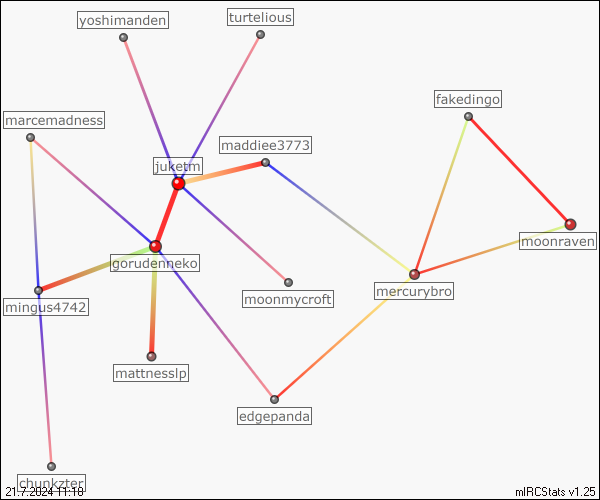 yoshimanden
turtelious
fakedingo
marcemadness
maddiee3773
juketm
moonraven
gorudenneko
mercurybro
moonmycroft
mingus4742
mattnesslp
edgepanda
chunkzter
21.7.2024 11:18
mIRCStats v1.25